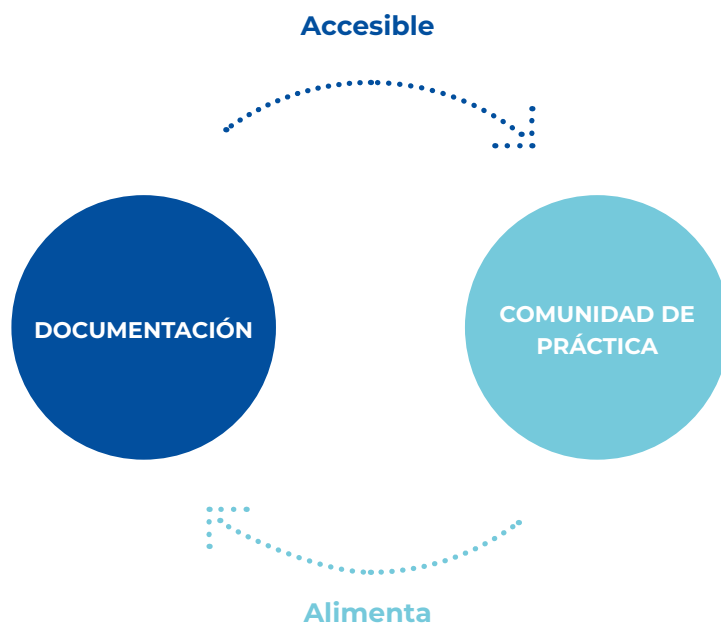 Accesible
DOCUMENTACIÓN
COMUNIDAD DE
PRÁCTICA
Alimenta